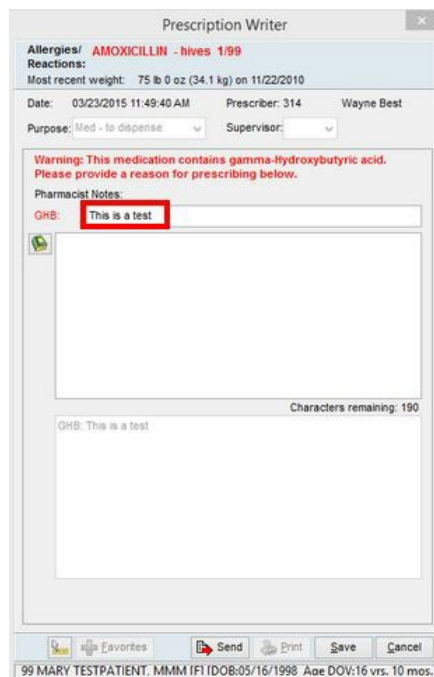 Prescription Writer
Allergies/ AMOXICILLIN - hives 1/99
Reactions:
Most recent weight: 75 lb 0 oz (34.1 kg) on 11/22/2010
Date: 03/23/2015 11:49:40 AM Prescriber: 314 Wayne Best
Purpose: Med - to dispense Supervisor:
Warning: This medication contains gamma-Hydroxybutyric acid.
Please provide a reason for prescribing below.
Pharmacist Notes:
GHB: This is a test
Characters remaining: 190
GHB: This is a test
Favorites Send Print Save Cancel
99 MARY TESTPATIENT, MMM [F] [DOB:05/16/1998 Age DOV:16 yrs. 10 mos.